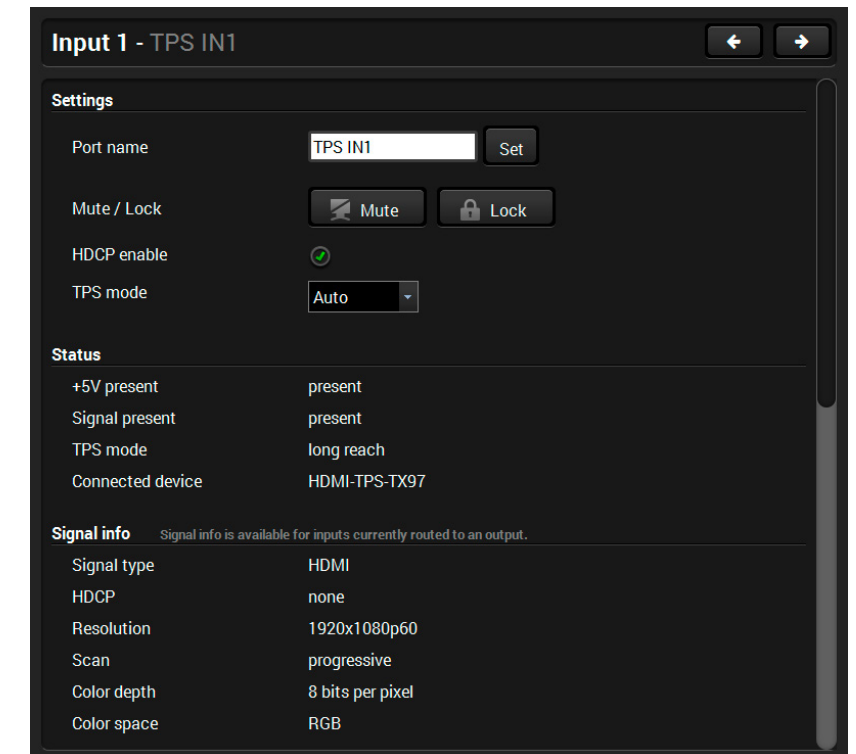 Input 1 - TPS IN1
Settings
Port name TPS IN1 Set
Mute / Lock Mute Lock
HDCP enable
TPS mode Auto
Status
+5V present present
Signal present present
TPS mode long reach
Connected device HDMI-TPS-TX97
Signal info Signal info is available for inputs currently routed to an output.
Signal type HDMI
HDCP none
Resolution 1920x1080p60
Scan progressive
Color depth 8 bits per pixel
Color space RGB